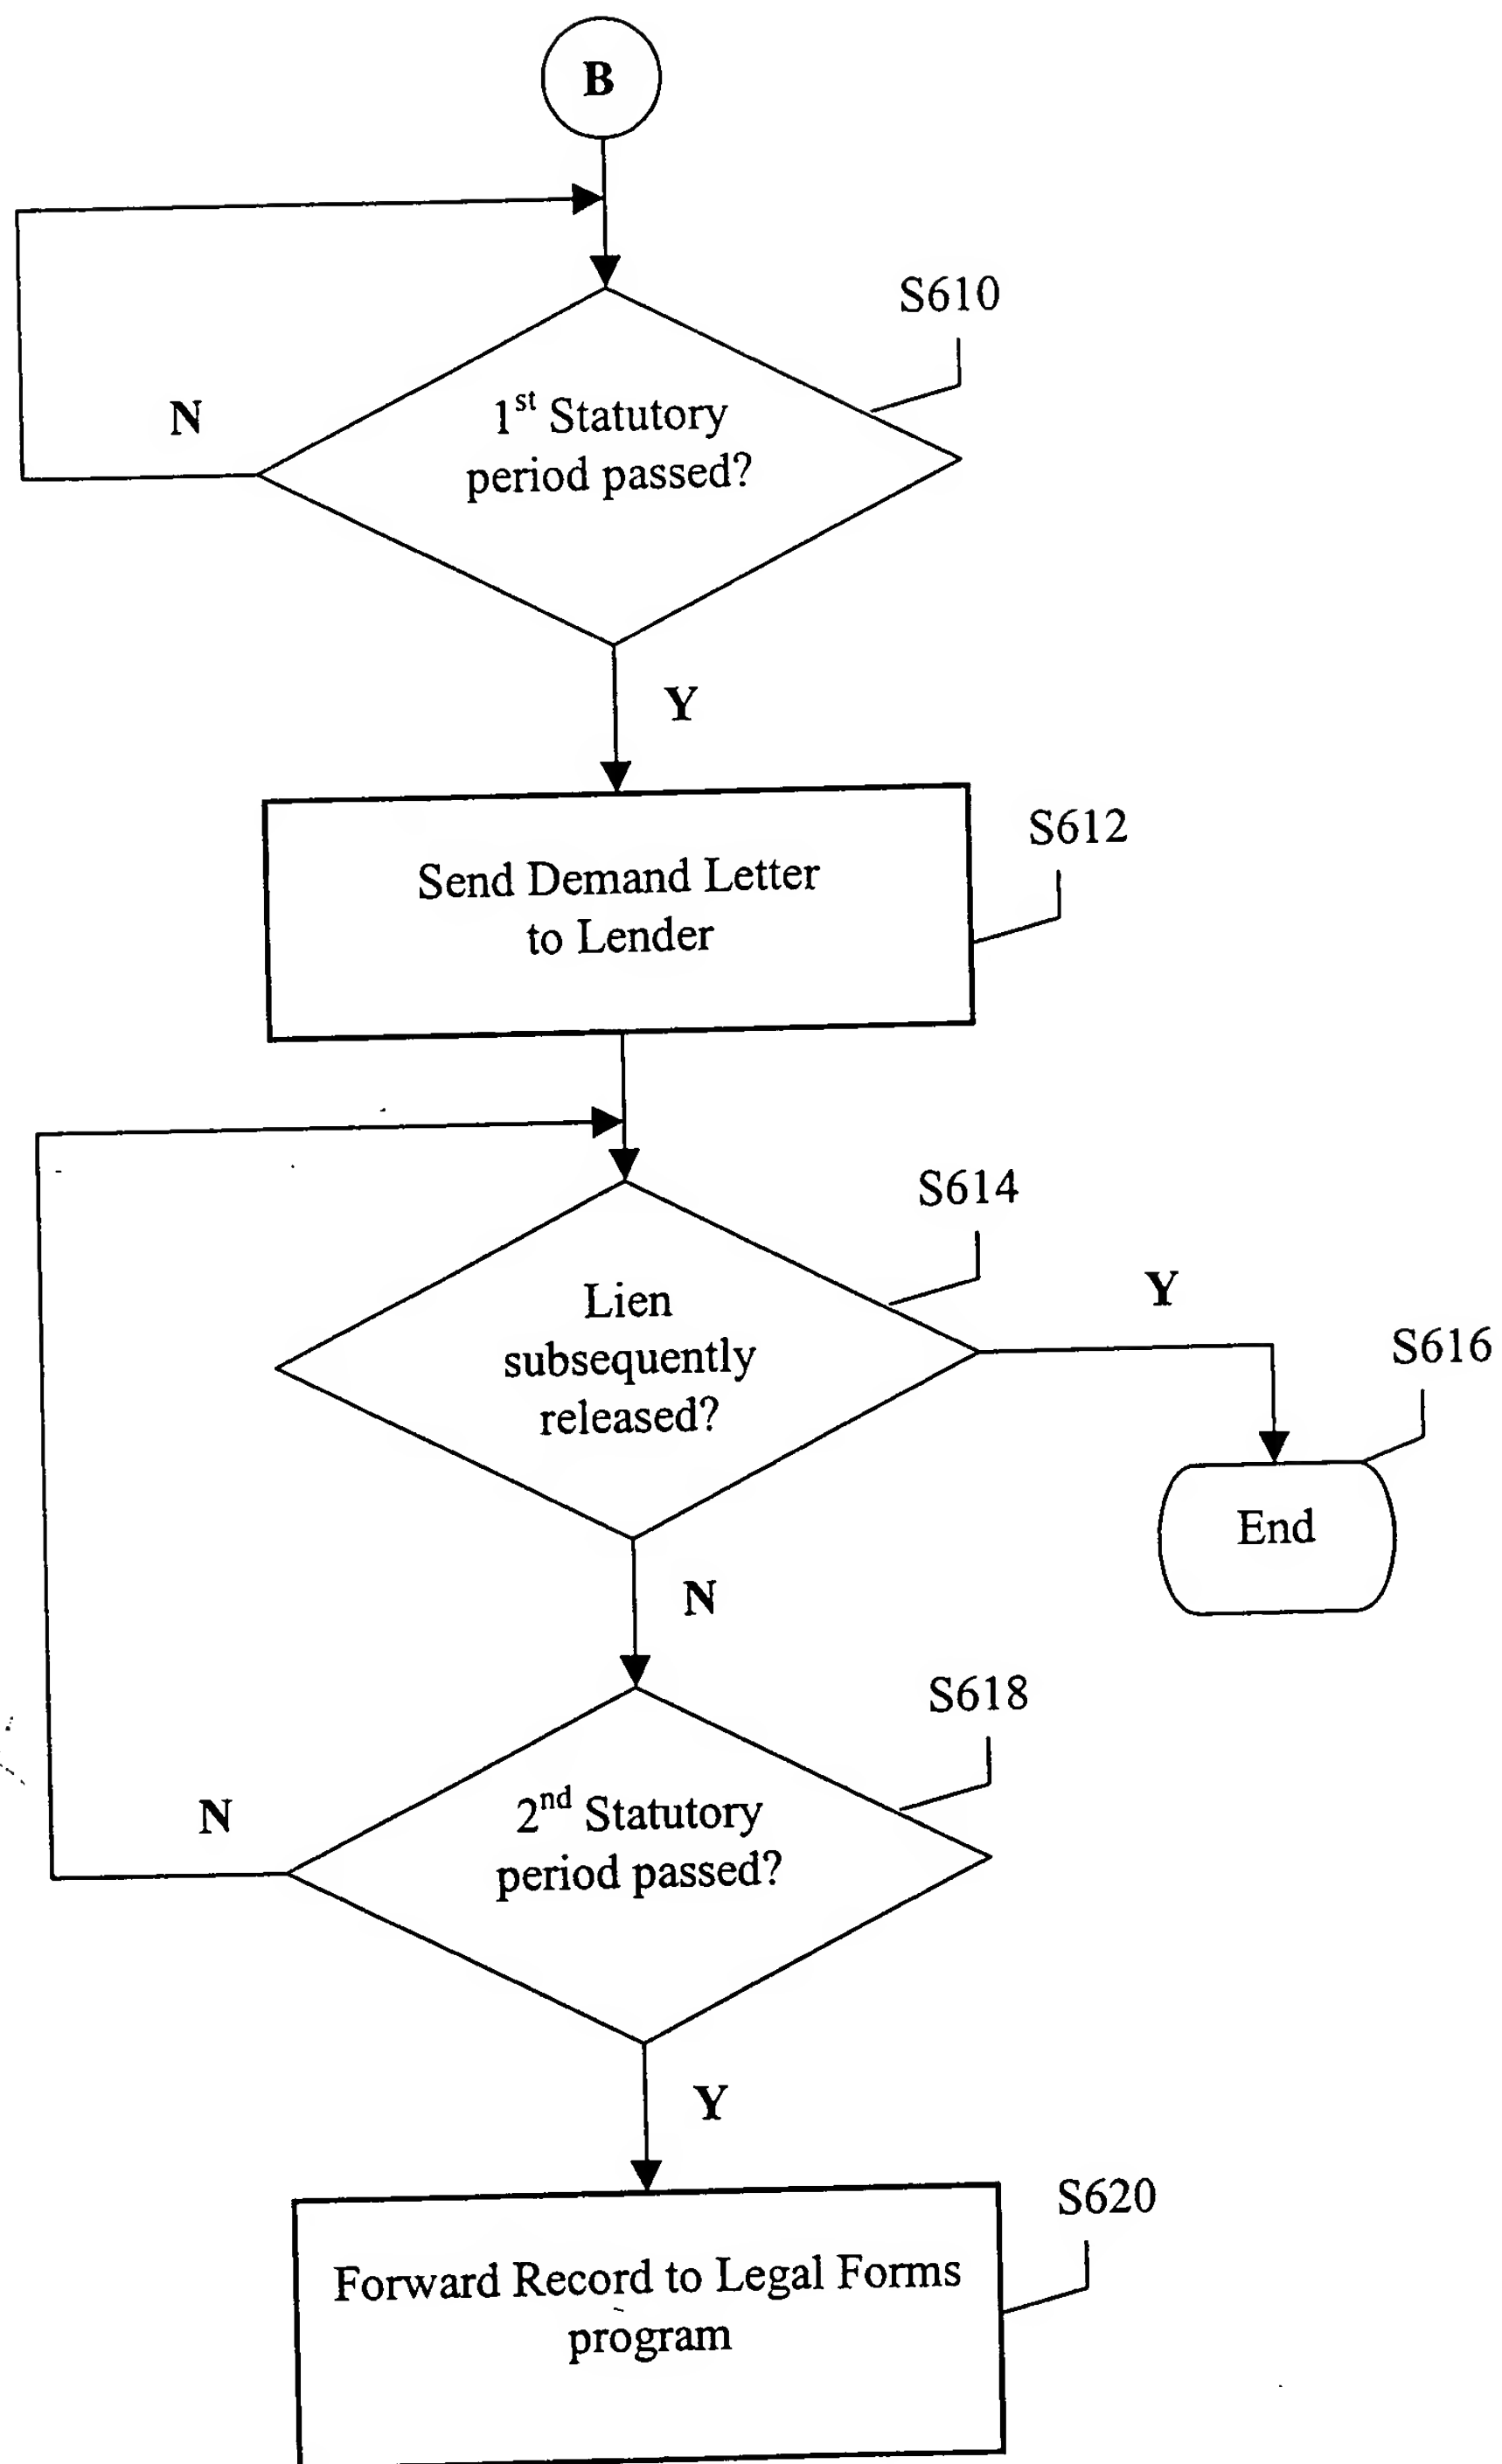 B
S610
N
1st Statutory
period passed?
Y
S612
Send Demand Letter
to Lender
S614
Y
Lien
subsequently
released?
S616
End
N
S618
N
2nd Statutory
period passed?
Y
S620
Forward Record to Legal Forms
program